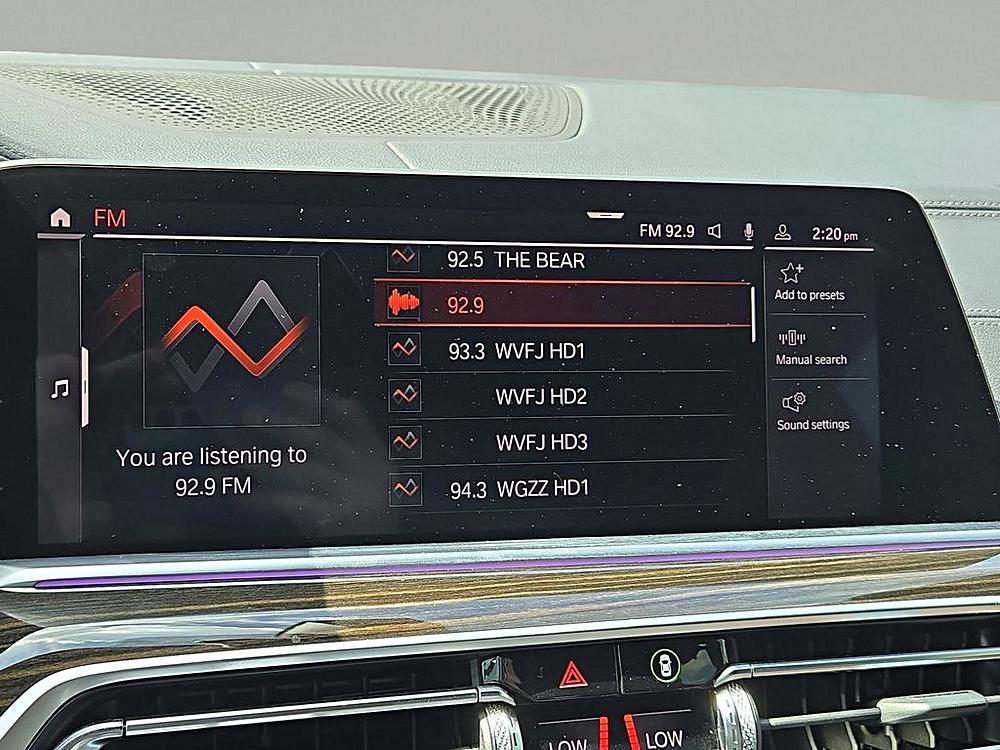 FM
FM 92.9
2:20 pm
92.5 THE BEAR
92.9
93.3 WVFJ HD1
WVFJ HD2
WVFJ HD3
94.3 WGZZ HD1
You are listening to
92.9 FM
Add to presets
Manual search
Sound settings
LOW
LOW